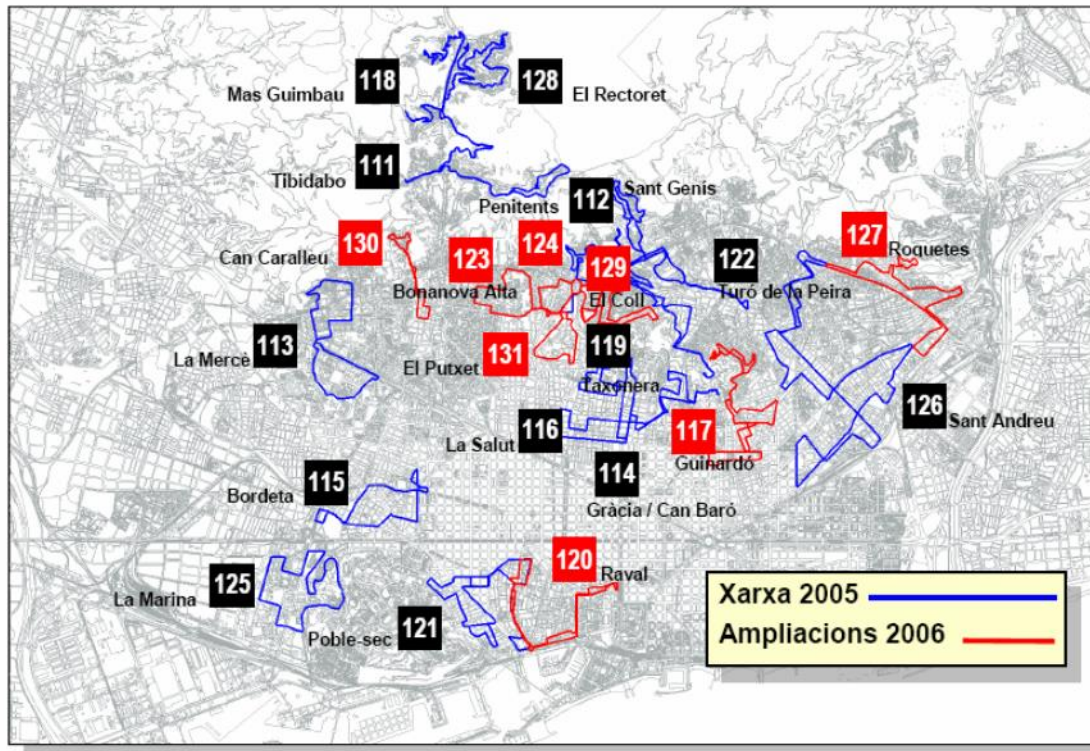 118
Mas Guimbau
128
El Rectoret
111
Tibidabo
112
Sant Genís
Penitents
130
Can Caralleu
123
Bonanova Alta
124
129
El Coll
122
Turó de la Peira
127
Roquetes
113
La Mercè
El Putxet
131
119
Taxonera
La Salut
116
117
Guinardó
126
Sant Andreu
114
Gràcia / Can Baró
Bordeta
115
125
La Marina
Poble-sec
121
120
Raval
Xarxa 2005
Ampliacions 2006